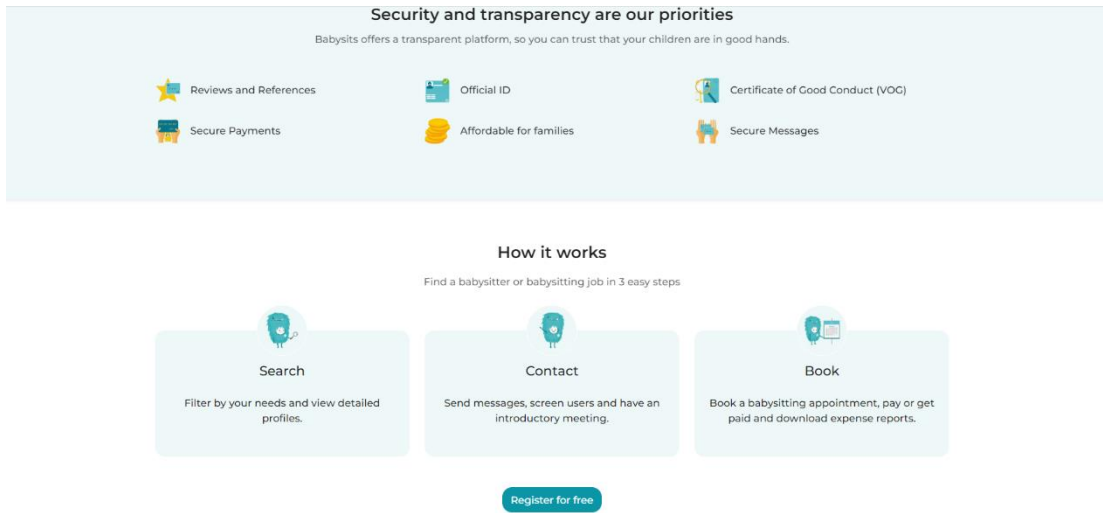 Security and transparency are our priorities
Babysits offers a transparent platform, so you can trust that your children are in good hands.
Reviews and References
Official ID
Certificate of Good Conduct (VOG)
Secure Payments
Affordable for families
Secure Messages
How it works
Find a babysitter or babysitting job in 3 easy steps
Search
Filter by your needs and view detailed
profiles.
Contact
Send messages, screen users and have an
introductory meeting.
Book
Book a babysitting appointment, pay or get
paid and download expense reports.
Register for free